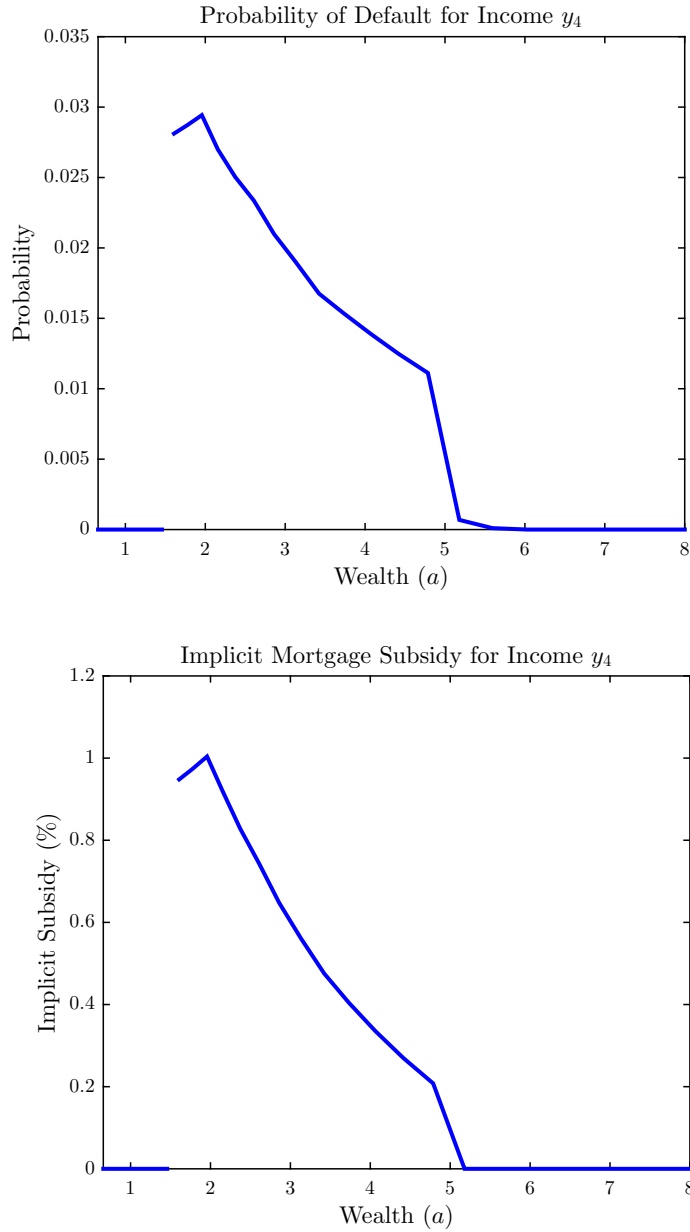 Probability of Default for Income y₄
0.035
0.03
0.025
0.02
0.015
0.01
0.005
0
Probability
1 2 3 4 5 6 7 8
Wealth (a)
Implicit Mortgage Subsidy for Income y₄
1.2
1
0.8
0.6
0.4
0.2
0
Implicit Subsidy (%)
1 2 3 4 5 6 7 8
Wealth (a)